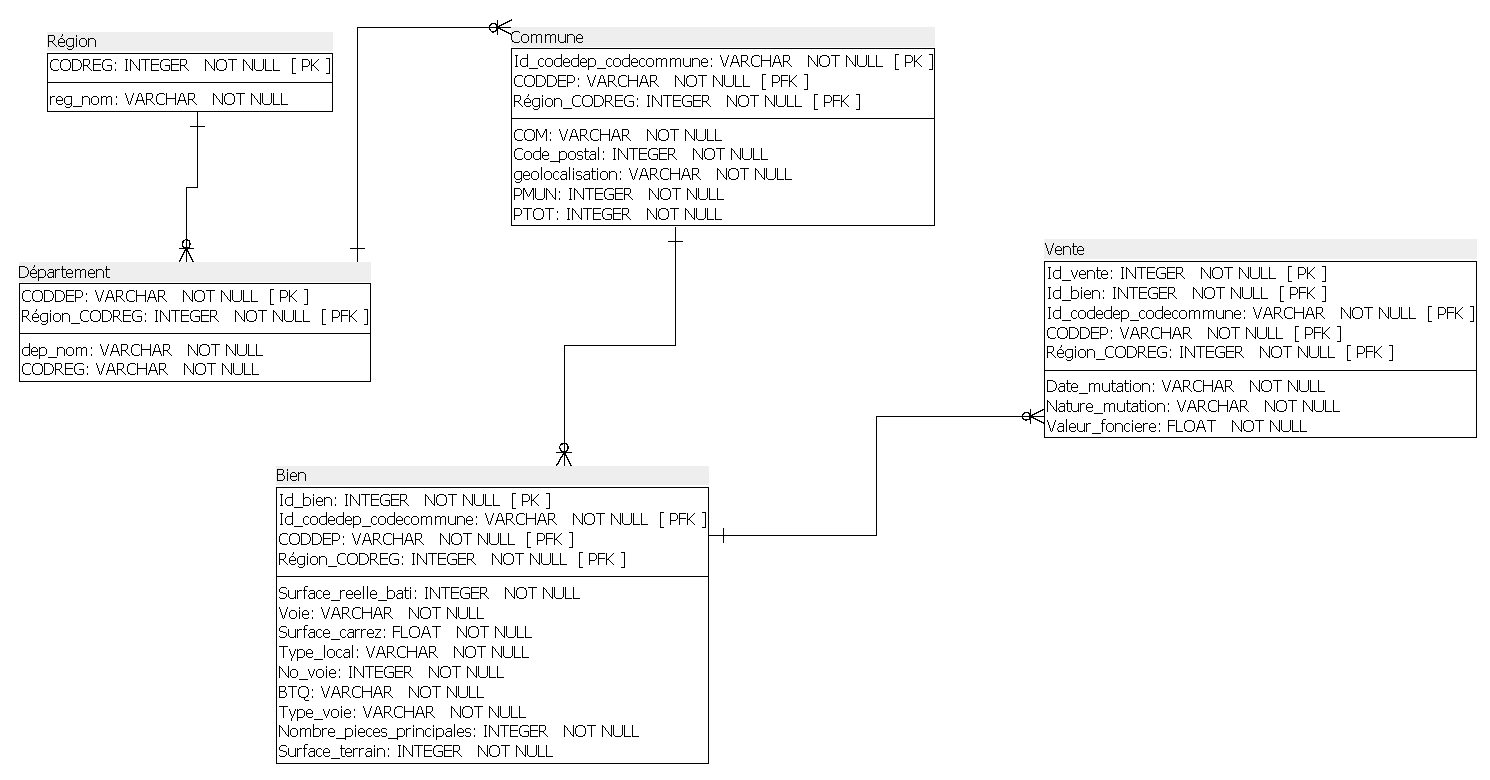 Région
CODREG: INTEGER NOT NULL [ PK ]
reg_nom: VARCHAR NOT NULL
Commune
Id_codedep_codecommune: VARCHAR NOT NULL [ PK ]
CODDEP: VARCHAR NOT NULL [ PFK ]
Région_CODREG: INTEGER NOT NULL [ PFK ]
COM: VARCHAR NOT NULL
Code_postal: INTEGER NOT NULL
geolocalisation: VARCHAR NOT NULL
PMUN: INTEGER NOT NULL
PTOT: INTEGER NOT NULL
Département
CODDEP: VARCHAR NOT NULL [ PK ]
Région_CODREG: INTEGER NOT NULL [ PFK ]
dep_nom: VARCHAR NOT NULL
CODREG: VARCHAR NOT NULL
Vente
Id_vente: INTEGER NOT NULL [ PK ]
Id_bien: INTEGER NOT NULL [ PFK ]
Id_codedep_codecommune: VARCHAR NOT NULL [ PFK ]
CODDEP: VARCHAR NOT NULL [ PFK ]
Région_CODREG: INTEGER NOT NULL [ PFK ]
Date_mutation: VARCHAR NOT NULL
Nature_mutation: VARCHAR NOT NULL
Valeur_fonciere: FLOAT NOT NULL
Bien
Id_bien: INTEGER NOT NULL [ PK ]
Id_codedep_codecommune: VARCHAR NOT NULL [ PFK ]
CODDEP: VARCHAR NOT NULL [ PFK ]
Région_CODREG: INTEGER NOT NULL [ PFK ]
Surface_reelle_bati: INTEGER NOT NULL
Voie: VARCHAR NOT NULL
Surface_carrez: FLOAT NOT NULL
Type_local: VARCHAR NOT NULL
No_voie: INTEGER NOT NULL
BTQ: VARCHAR NOT NULL
Type_voie: VARCHAR NOT NULL
Nombre_pieces_principales: INTEGER NOT NULL
Surface_terrain: INTEGER NOT NULL